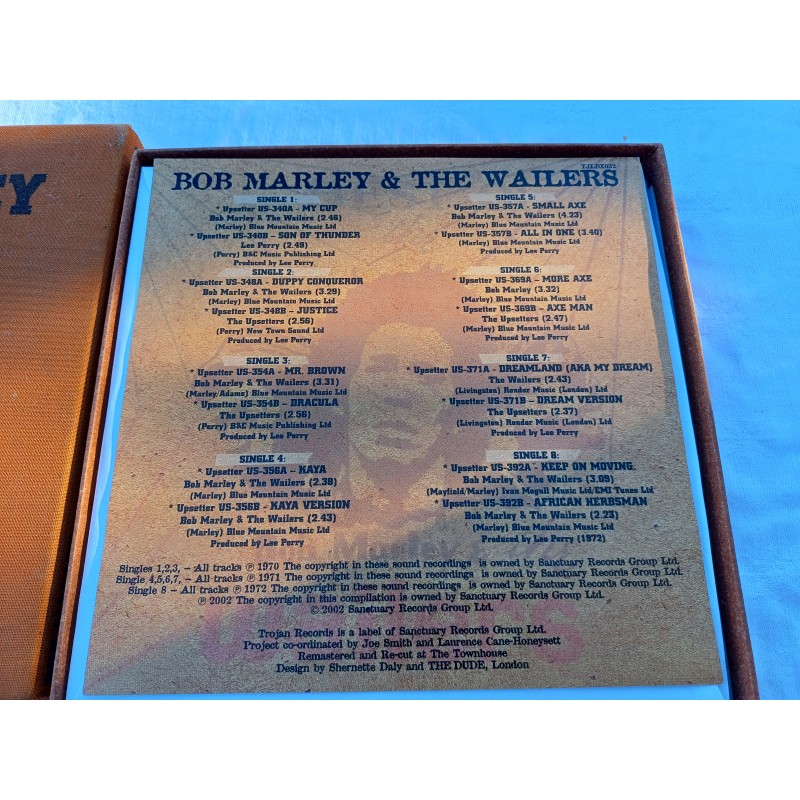 EY
TJLBX032
BOB MARLEY & THE WAILERS
SINGLE 1:
* Upsetter US-340A - MY CUP
Bob Marley & The Wailers (2.46)
(Marley) Blue Mountain Music Ltd
* Upsetter US-340B - SON OF THUNDER
Lee Perry (2.49)
(Perry) B&C Music Publishing Ltd
Produced by Lee Perry
SINGLE 2:
* Upsetter US-348A - DUPPY CONQUEROR
Bob Marley & The Wailers (3.29)
(Marley) Blue Mountain Music Ltd
* Upsetter US-348B - JUSTICE
The Upsetters (2.56)
(Perry) New Town Sound Ltd
Produced by Lee Perry
SINGLE 3:
* Upsetter US-354A - MR. BROWN
Bob Marley & The Wailers (3.31)
(Marley/Adams) Blue Mountain Music Ltd
* Upsetter US-354B - DRACULA
The Upsetters (2.56)
(Perry) B&C Music Publishing Ltd
Produced by Lee Perry
SINGLE 4:
* Upsetter US-356A - KAYA
Bob Marley & The Wailers (2.38)
(Marley) Blue Mountain Music Ltd
* Upsetter US-356B - KAYA VERSION
Bob Marley & The Wailers (2.43)
(Marley) Blue Mountain Music Ltd
Produced by Lee Perry
SINGLE 5:
* Upsetter US-357A - SMALL AXE
Bob Marley & The Wailers (4.23)
(Marley) Blue Mountain Music Ltd
* Upsetter US-357B - ALL IN ONE (3.40)
(Marley) Blue Mountain Music Ltd
Produced by Lee Perry
SINGLE 6:
* Upsetter US-369A - MORE AXE
Bob Marley (3.32)
(Marley) Blue Mountain Music Ltd
* Upsetter US-369B - AXE MAN
The Upsetters (2.47)
(Marley) Blue Mountain Music Ltd
Produced by Lee Perry
SINGLE 7:
* Upsetter US-371A - DREAMLAND (AKA MY DREAM)
The Wailers (2.43)
(Livingston) Rondor Music (London) Ltd
* Upsetter US-371B - DREAM VERSION
The Upsetters (2.37)
(Livingston) Rondor Music (London) Ltd
Produced by Lee Perry
SINGLE 8:
* Upsetter US-392A - KEEP ON MOVING
Bob Marley & The Wailers (3.09)
(Mayfield/Marley) Ivan Mogull Music Ltd/EMI Tunes Ltd
* Upsetter US-392B - AFRICAN HERBSMAN
Bob Marley & The Wailers (2.23)
(Marley) Blue Mountain Music Ltd
Produced by Lee Perry (1972)
Singles 1,2,3, - All tracks ℗ 1970 The copyright in these sound recordings is owned by Sanctuary Records Group Ltd.
Singles 4,5,6,7, - All tracks ℗ 1971 The copyright in these sound recordings is owned by Sanctuary Records Group Ltd.
Single 8 - All tracks ℗ 1972 The copyright in these sound recordings is owned by Sanctuary Records Group Ltd.
℗ 2002 The copyright in this compilation is owned by Sanctuary Records Group Ltd.
© 2002 Sanctuary Records Group Ltd.
Trojan Records is a label of Sanctuary Records Group Ltd.
Project co-ordinated by Joe Smith and Laurence Cane-Honeysett
Remastered and Re-cut at The Townhouse
Design by Shernette Daly and THE DUDE, London